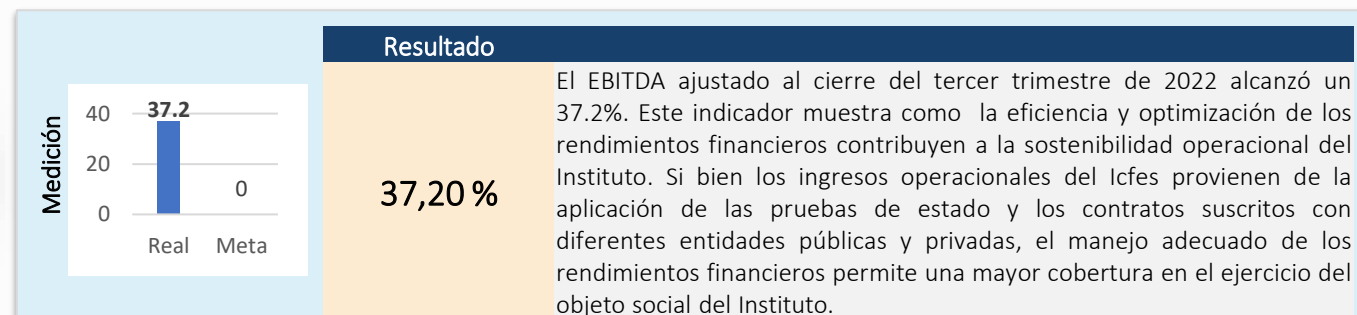 Resultado
Medición
40
20
0
37.2
0
Real Meta
37,20 %
El EBITDA ajustado al cierre del tercer trimestre de 2022 alcanzó un
37.2%. Este indicador muestra como la eficiencia y optimización de los
rendimientos financieros contribuyen a la sostenibilidad operacional del
Instituto. Si bien los ingresos operacionales del Icfes provienen de la
aplicación de las pruebas de estado y los contratos suscritos con
diferentes entidades públicas y privadas, el manejo adecuado de los
rendimientos financieros permite una mayor cobertura en el ejercicio del
objeto social del Instituto.